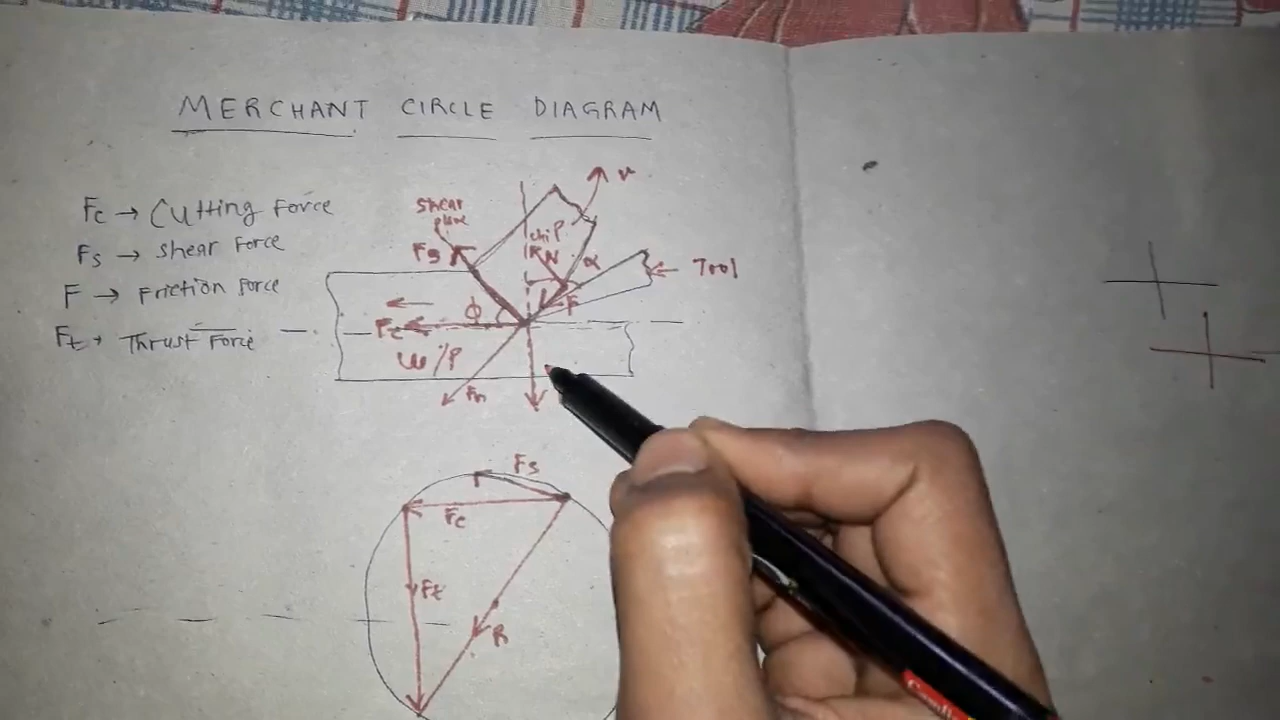 MERCHANT CIRCLE DIAGRAM
Fc → Cutting force
Fs → shear Force
F → Friction force
Ft → Thrust Force
shear
v
chip
Fs
N
α
Tool
F
ϕ
Fc
W/P
Fn
Fs
Fc
Ft
R